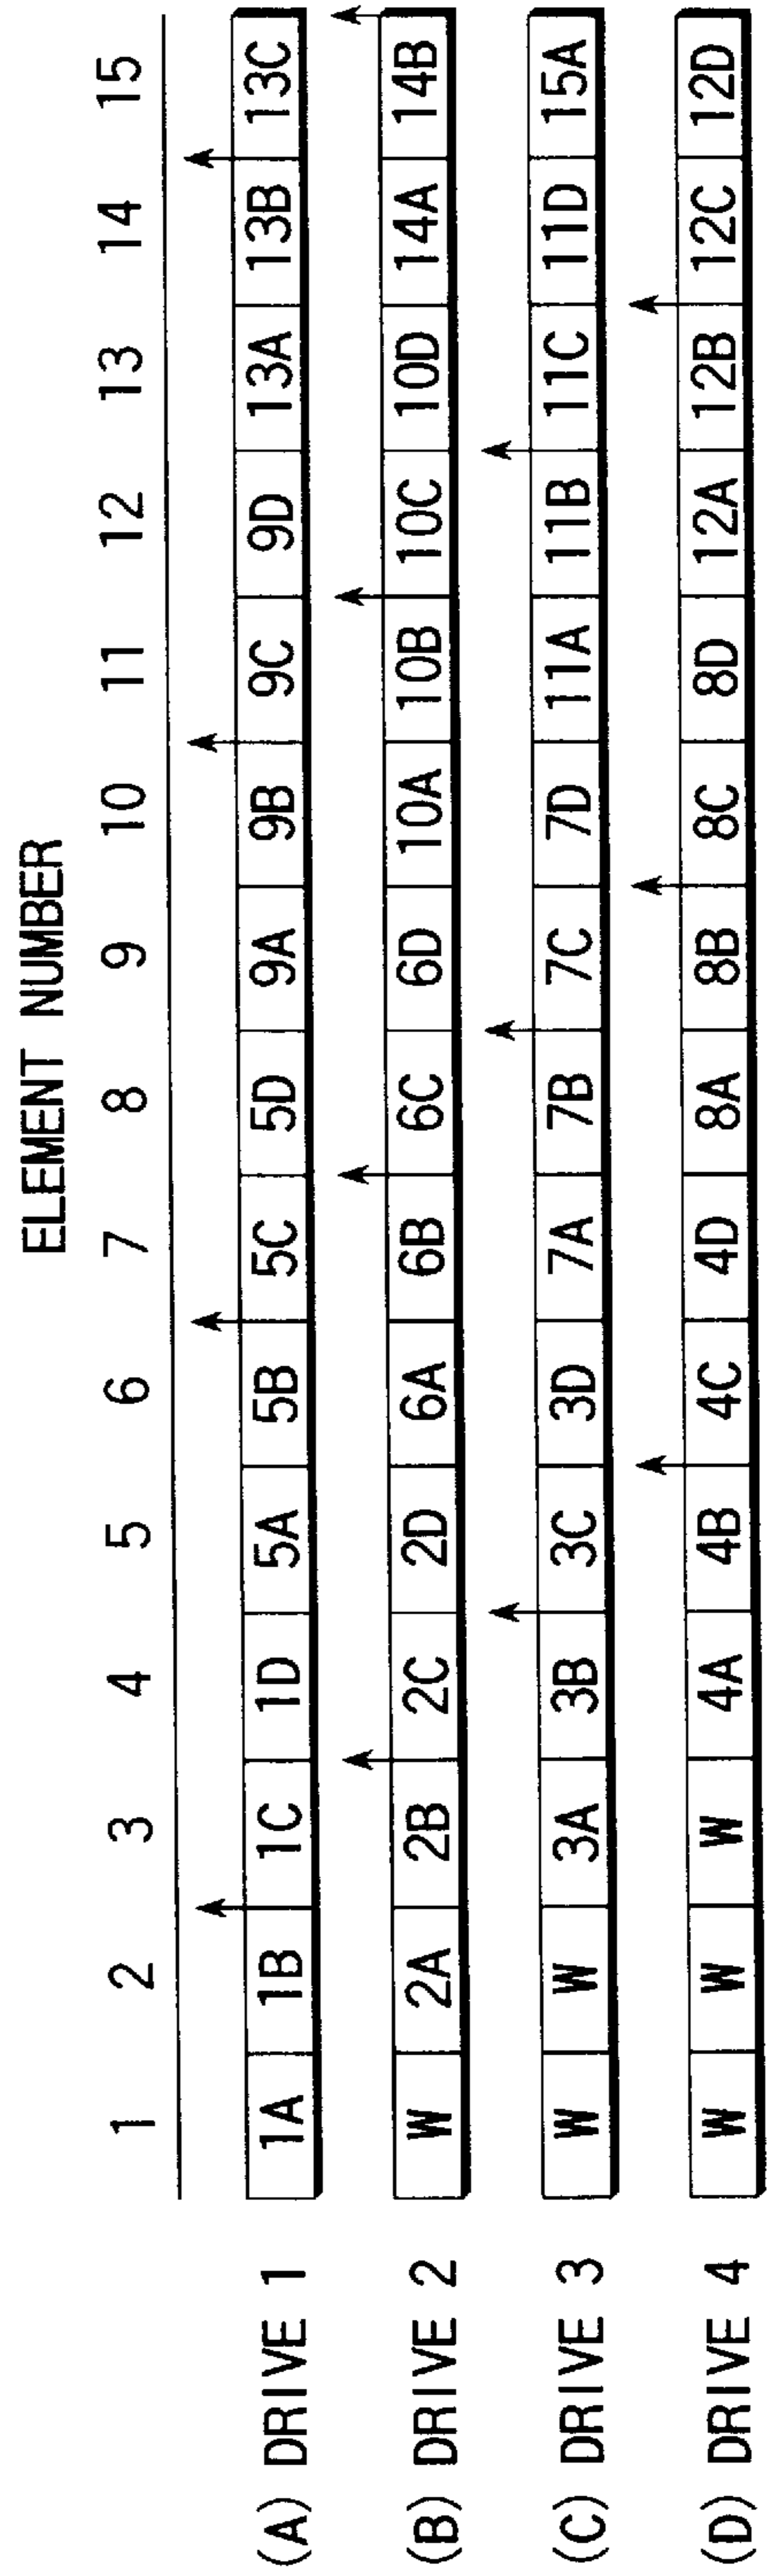 ELEMENT NUMBER
1 2 3 4 5 6 7 8 9 10 11 12 13 14 15
(A) DRIVE 1 1A 1B 1C 1D 5A 5B 5C 5D 9A 9B 9C 9D 13A 13B 13C
(B) DRIVE 2 W 2A 2B 2C 2D 6A 6B 6C 6D 10A 10B 10C 10D 14A 14B
(C) DRIVE 3 W W 3A 3B 3C 3D 7A 7B 7C 7D 11A 11B 11C 11D 15A
(D) DRIVE 4 W W W 4A 4B 4C 4D 8A 8B 8C 8D 12A 12B 12C 12D